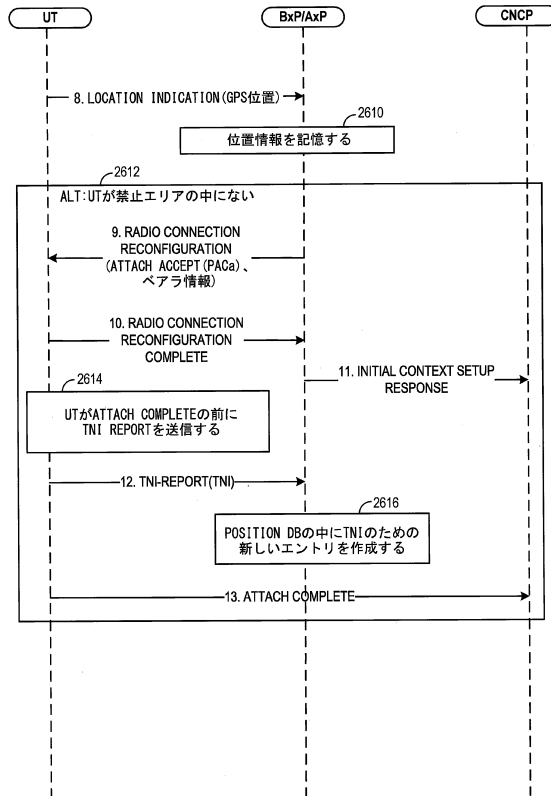 UT
BxP/AxP
CNCP
8. LOCATION INDICATION(GPS位置)
2610
位置情報を記憶する
2612
ALT:UTが禁止エリアの中にない
9. RADIO CONNECTION
RECONFIGURATION
(ATTACH ACCEPT(PACa)、
ベアラ情報)
10. RADIO CONNECTION
RECONFIGURATION
COMPLETE
11. INITIAL CONTEXT SETUP
RESPONSE
2614
UTがATTACH COMPLETEの前に
TNI REPORTを送信する
12. TNI-REPORT(TNI)
2616
POSITION DBの中にTNIのための
新しいエントリを作成する
13. ATTACH COMPLETE